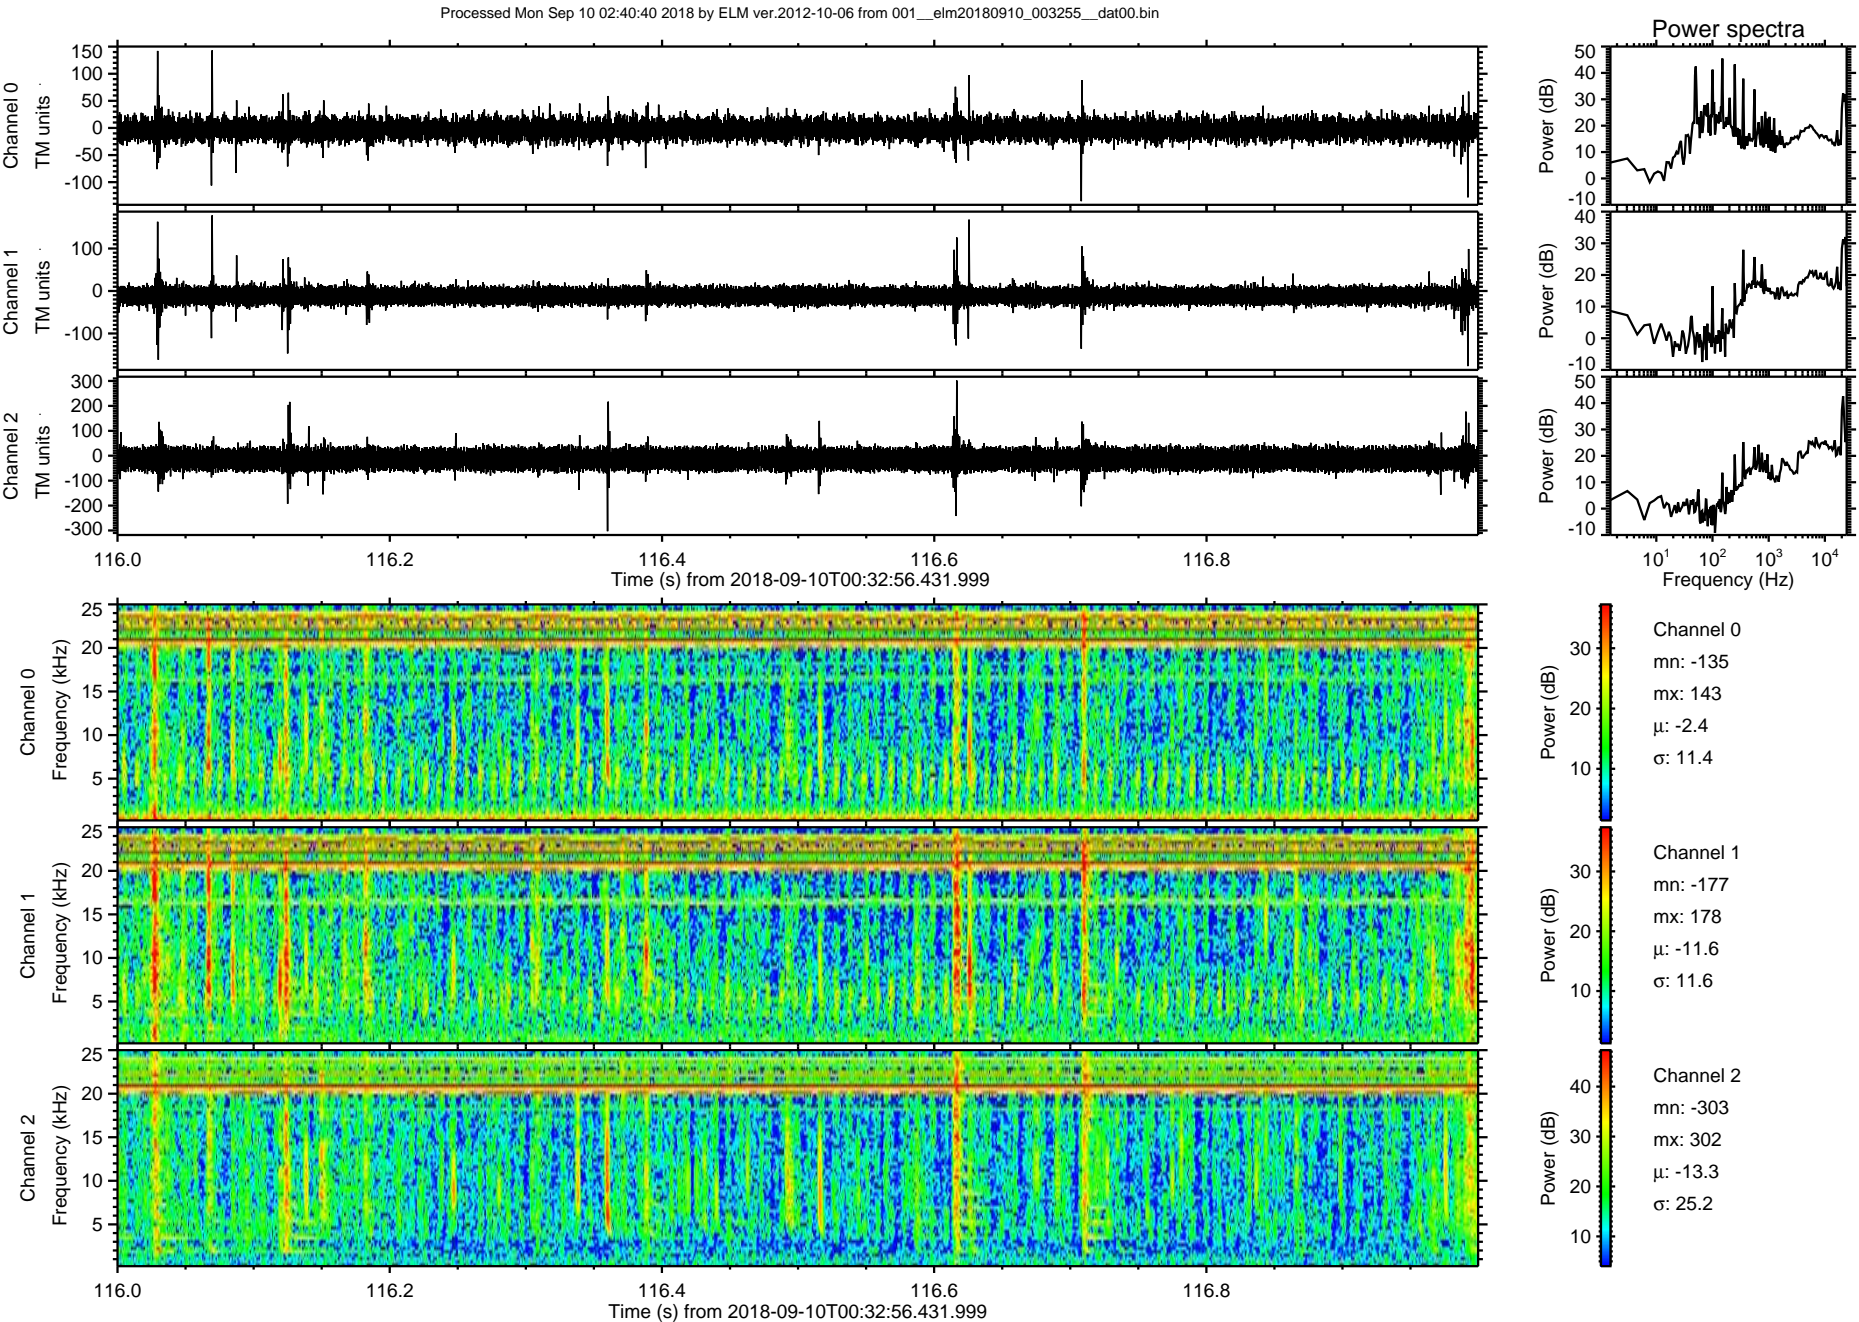 Processed Mon Sep 10 02:40:40 2018 by ELM ver.2012-10-06 from 001__elm20180910_003255__dat00.bin
Power spectra
Channel 0
TM units
150
100
50
0
-50
-100
Power (dB)
50
40
30
20
10
0
-10
Channel 1
TM units
100
0
-100
Power (dB)
40
30
20
10
0
-10
Channel 2
TM units
300
200
100
0
-100
-200
-300
Power (dB)
50
40
30
20
10
0
-10
116.0 116.2 116.4 116.6 116.8
Time (s) from 2018-09-10T00:32:56.431.999
10¹ 10² 10³ 10⁴
Frequency (Hz)
Channel 0
Frequency (kHz)
25
20
15
10
5
Power (dB)
30
20
10
Channel 0
mn: -135
mx: 143
μ: -2.4
σ: 11.4
Channel 1
Frequency (kHz)
25
20
15
10
5
Power (dB)
30
20
10
Channel 1
mn: -177
mx: 178
μ: -11.6
σ: 11.6
Channel 2
Frequency (kHz)
25
20
15
10
5
Power (dB)
40
30
20
10
Channel 2
mn: -303
mx: 302
μ: -13.3
σ: 25.2
116.0 116.2 116.4 116.6 116.8
Time (s) from 2018-09-10T00:32:56.431.999